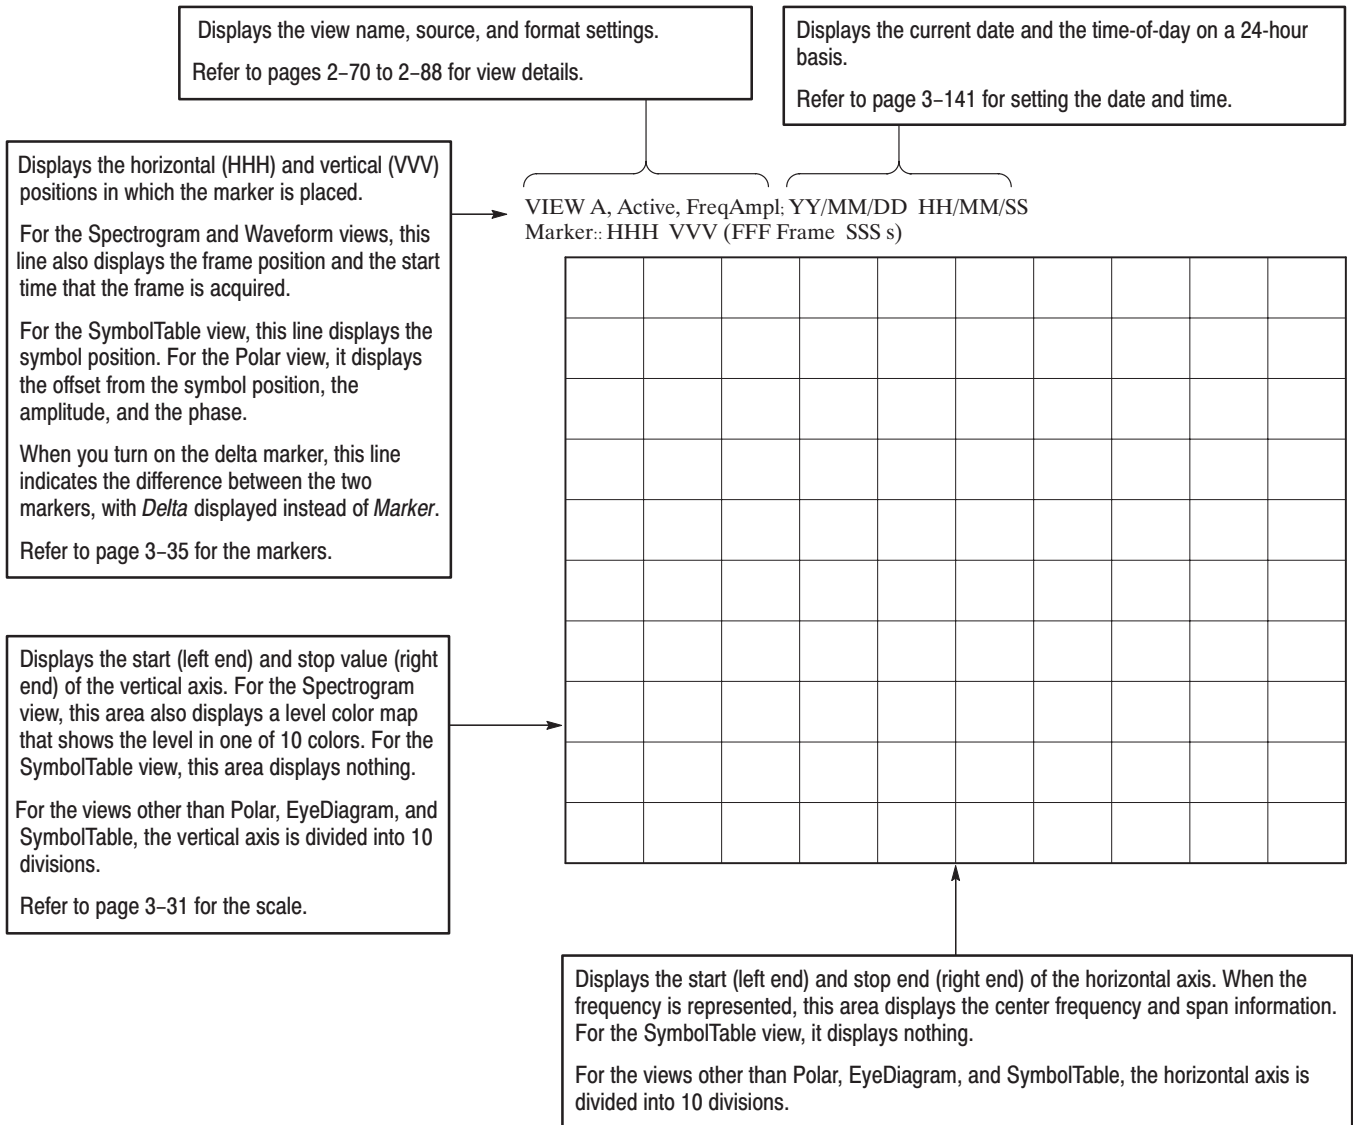 Displays the view name, source, and format settings.
Refer to pages 2–70 to 2–88 for view details.
Displays the current date and the time-of-day on a 24-hour
basis.
Refer to page 3–141 for setting the date and time.
Displays the horizontal (HHH) and vertical (VVV)
positions in which the marker is placed.
For the Spectrogram and Waveform views, this
line also displays the frame position and the start
time that the frame is acquired.
For the SymbolTable view, this line displays the
symbol position. For the Polar view, it displays
the offset from the symbol position, the
amplitude, and the phase.
When you turn on the delta marker, this line
indicates the difference between the two
markers, with Delta displayed instead of Marker.
Refer to page 3–35 for the markers.
VIEW A, Active, FreqAmpl; YY/MM/DD HH/MM/SS
Marker:: HHH VVV (FFF Frame SSS s)
Displays the start (left end) and stop value (right
end) of the vertical axis. For the Spectrogram
view, this area also displays a level color map
that shows the level in one of 10 colors. For the
SymbolTable view, this area displays nothing.
For the views other than Polar, EyeDiagram, and
SymbolTable, the vertical axis is divided into 10
divisions.
Refer to page 3–31 for the scale.
Displays the start (left end) and stop end (right end) of the horizontal axis. When the
frequency is represented, this area displays the center frequency and span information.
For the SymbolTable view, it displays nothing.
For the views other than Polar, EyeDiagram, and SymbolTable, the horizontal axis is
divided into 10 divisions.